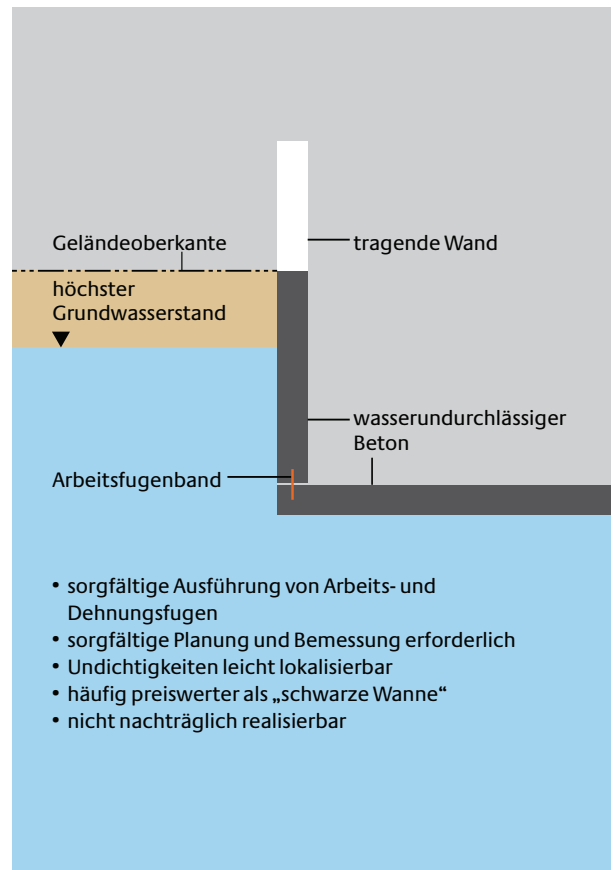 Geländeoberkante
tragende Wand
höchster
Grundwasserstand
wasserundurchlässiger
Beton
Arbeitsfugenband
• sorgfältige Ausführung von Arbeits- und
Dehnungsfugen
• sorgfältige Planung und Bemessung erforderlich
• Undichtigkeiten leicht lokalisierbar
• häufig preiswerter als „schwarze Wanne“
• nicht nachträglich realisierbar